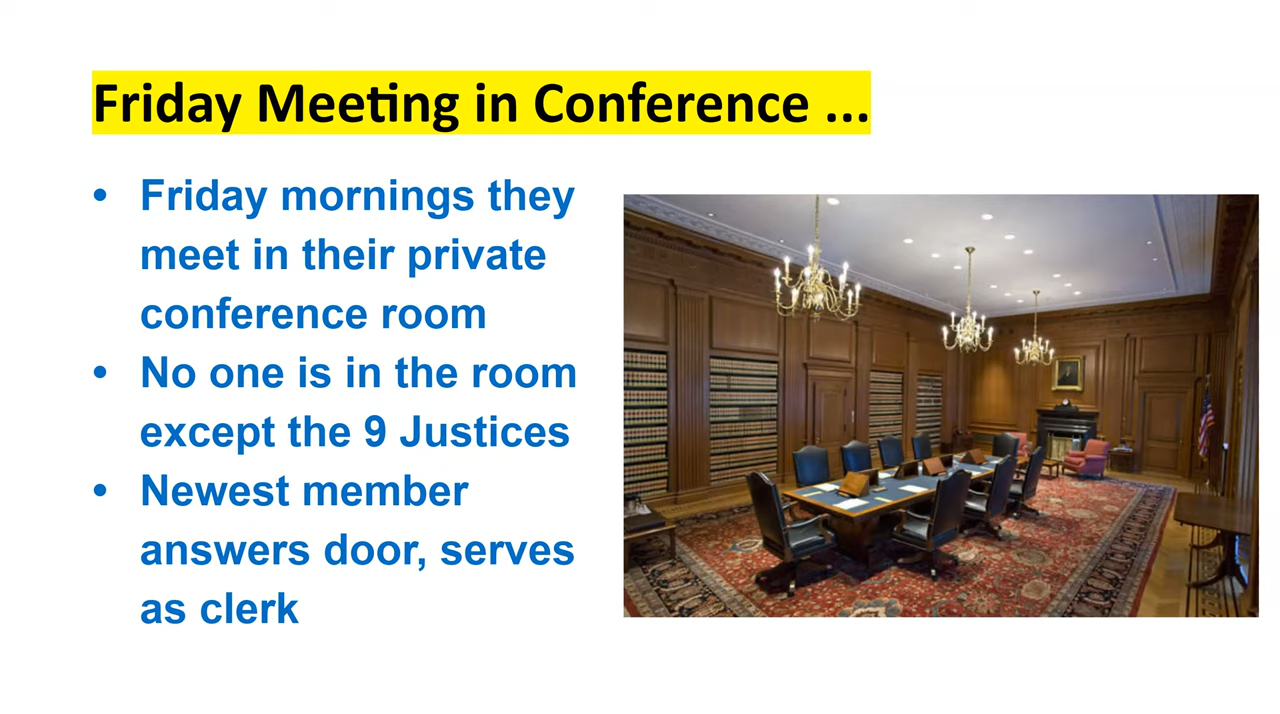 Friday Meeting in Conference ...
• Friday mornings they
meet in their private
conference room
• No one is in the room
except the 9 Justices
• Newest member
answers door, serves
as clerk